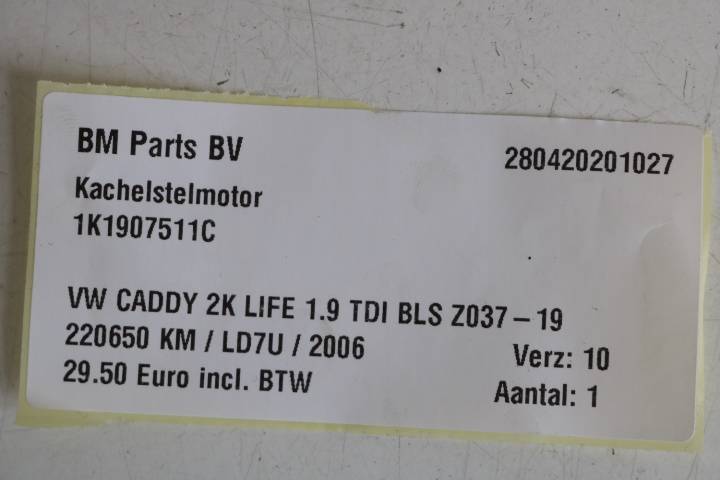 BM Parts BV
280420201027
Kachelstelmotor
1K1907511C
VW CADDY 2K LIFE 1.9 TDI BLS Z037-19
220650 KM / LD7U / 2006
Verz: 10
29.50 Euro incl. BTW
Aantal: 1